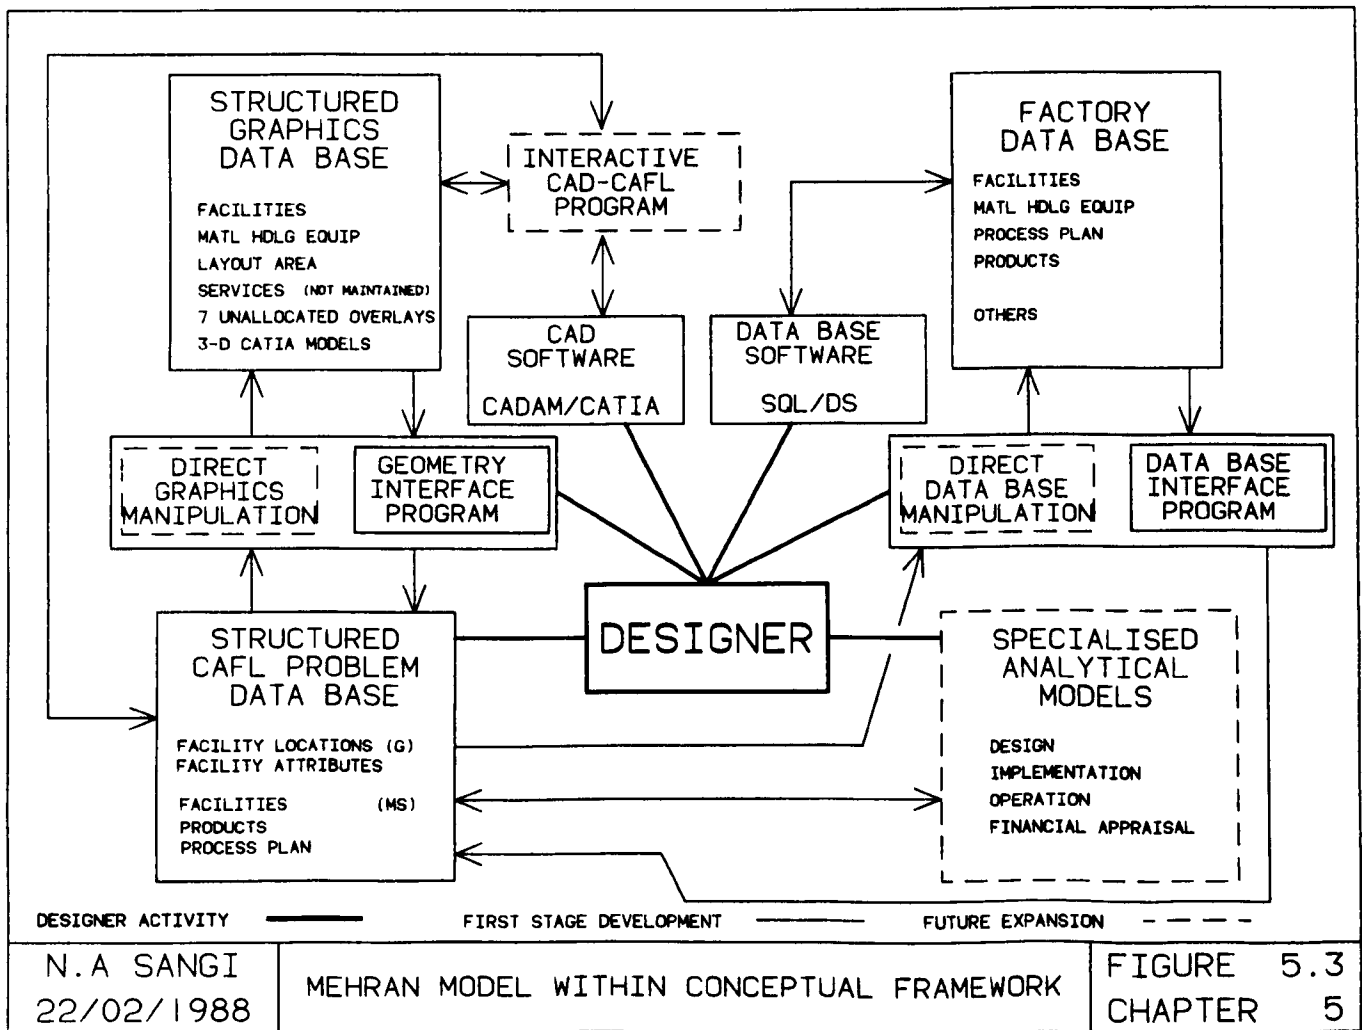 STRUCTURED
GRAPHICS
DATA BASE
FACILITIES
MATL HDLG EQUIP
LAYOUT AREA
SERVICES (NOT MAINTAINED)
7 UNALLOCATED OVERLAYS
3-D CATIA MODELS
INTERACTIVE
CAD-CAFL
PROGRAM
FACTORY
DATA BASE
FACILITIES
MATL HDLG EQUIP
PROCESS PLAN
PRODUCTS
OTHERS
CAD
SOFTWARE
CADAM/CATIA
DATA BASE
SOFTWARE
SQL/DS
DIRECT
GRAPHICS
MANIPULATION
GEOMETRY
INTERFACE
PROGRAM
DIRECT
DATA BASE
MANIPULATION
DATA BASE
INTERFACE
PROGRAM
DESIGNER
STRUCTURED
CAFL PROBLEM
DATA BASE
FACILITY LOCATIONS (G)
FACILITY ATTRIBUTES
FACILITIES (MS)
PRODUCTS
PROCESS PLAN
SPECIALISED
ANALYTICAL
MODELS
DESIGN
IMPLEMENTATION
OPERATION
FINANCIAL APPRAISAL
DESIGNER ACTIVITY
FIRST STAGE DEVELOPMENT
FUTURE EXPANSION
N.A SANGI
22/02/1988
MEHRAN MODEL WITHIN CONCEPTUAL FRAMEWORK
FIGURE 5.3
CHAPTER 5